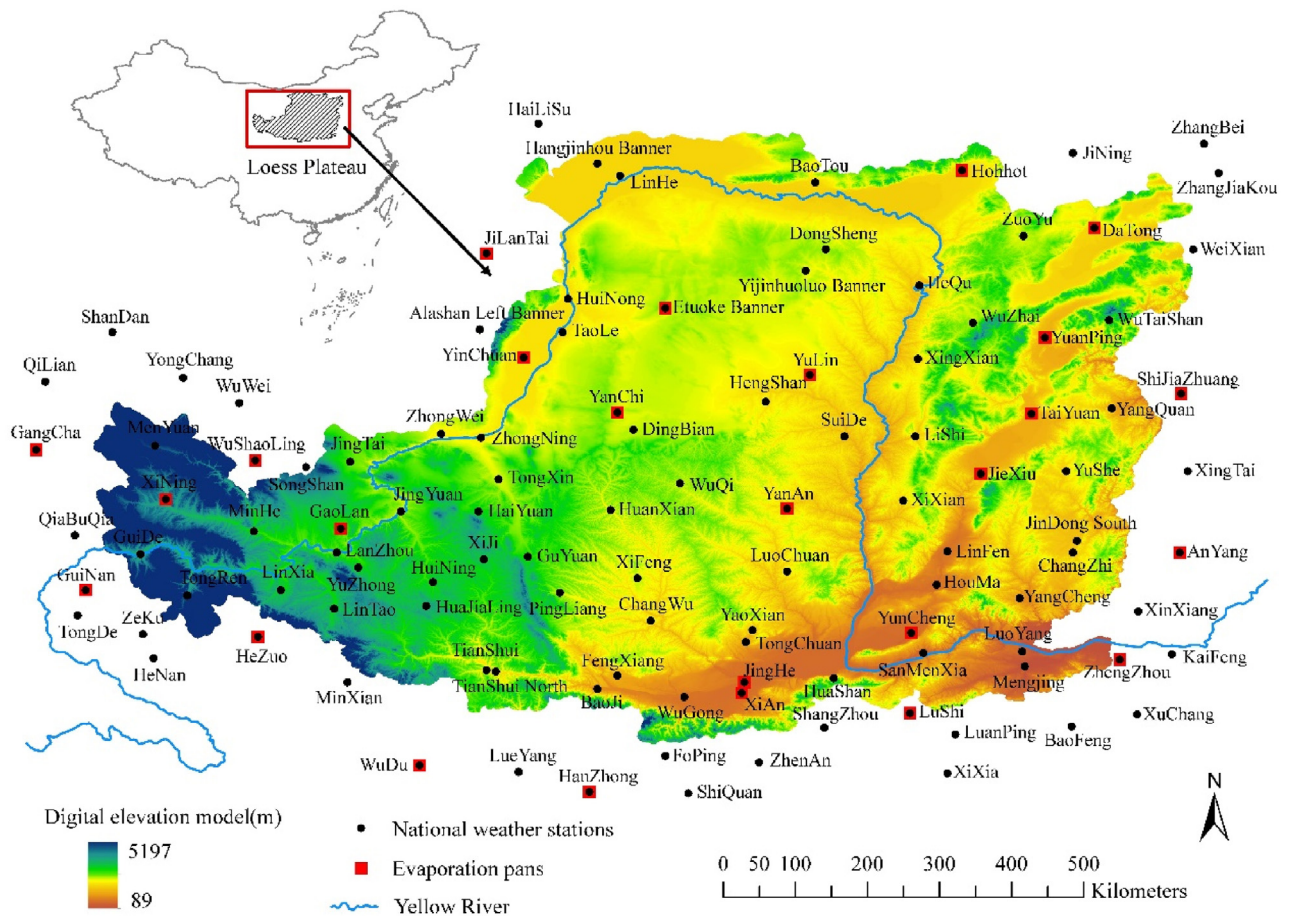 Loess Plateau
HaiLiSu
Hangjinhou Banner
LinHe
BaoTou
Hohhot
JiNing
ZhangBei
ZhangJiaKou
JiLanTai
DongSheng
ZuoYu
DaTong
WeiXian
Yijinhuoluo Banner
HeQu
HuiNong
Etuoke Banner
Alashan Left Banner
TaoLe
WuZhai
WuTaiShan
ShanDan
YuanPing
QiLian
YongChang
YinChuan
XingXian
YuLin
ShiJiaZhuang
WuWei
HengShan
YanChi
TaiYuan
YangQuan
GangCha
MenYuan
WuShaoLing
JingTai
ZhongWei
ZhongNing
DingBian
SuiDe
LiShi
SongShan
TongXin
WuQi
JieXiu
YuShe
XingTai
XiNing
JingYuan
YanAn
XiXian
QiaBuQia
MinHe
GaoLan
HaiYuan
HuanXian
JinDong South
GuiDe
LanZhou
XiJi
GuYuan
LuoChuan
LinFen
ChangZhi
AnYang
GuiNan
TongRen
LinXia
YuZhong
HuiNing
XiFeng
HouMa
YangCheng
TongDe
ZeKu
LinTao
HuaJiaLing
PingLiang
ChangWu
YaoXian
YunCheng
XinXiang
HeZuo
TongChuan
LuoYang
HeNan
TianShui
FengXiang
JingHe
SanMenXia
KaiFeng
MinXian
TianShui North
BaoJi
WuGong
XiAn
HuaShan
Mengjing
ZhengZhou
ShangZhou
LuShi
XuChang
LuanPing
BaoFeng
WuDu
LueYang
FoPing
ZhenAn
XiXia
HanZhong
ShiQuan
N
Digital elevation model(m)
5197
89
National weather stations
Evaporation pans
Yellow River
0 50 100 200 300 400 500
Kilometers